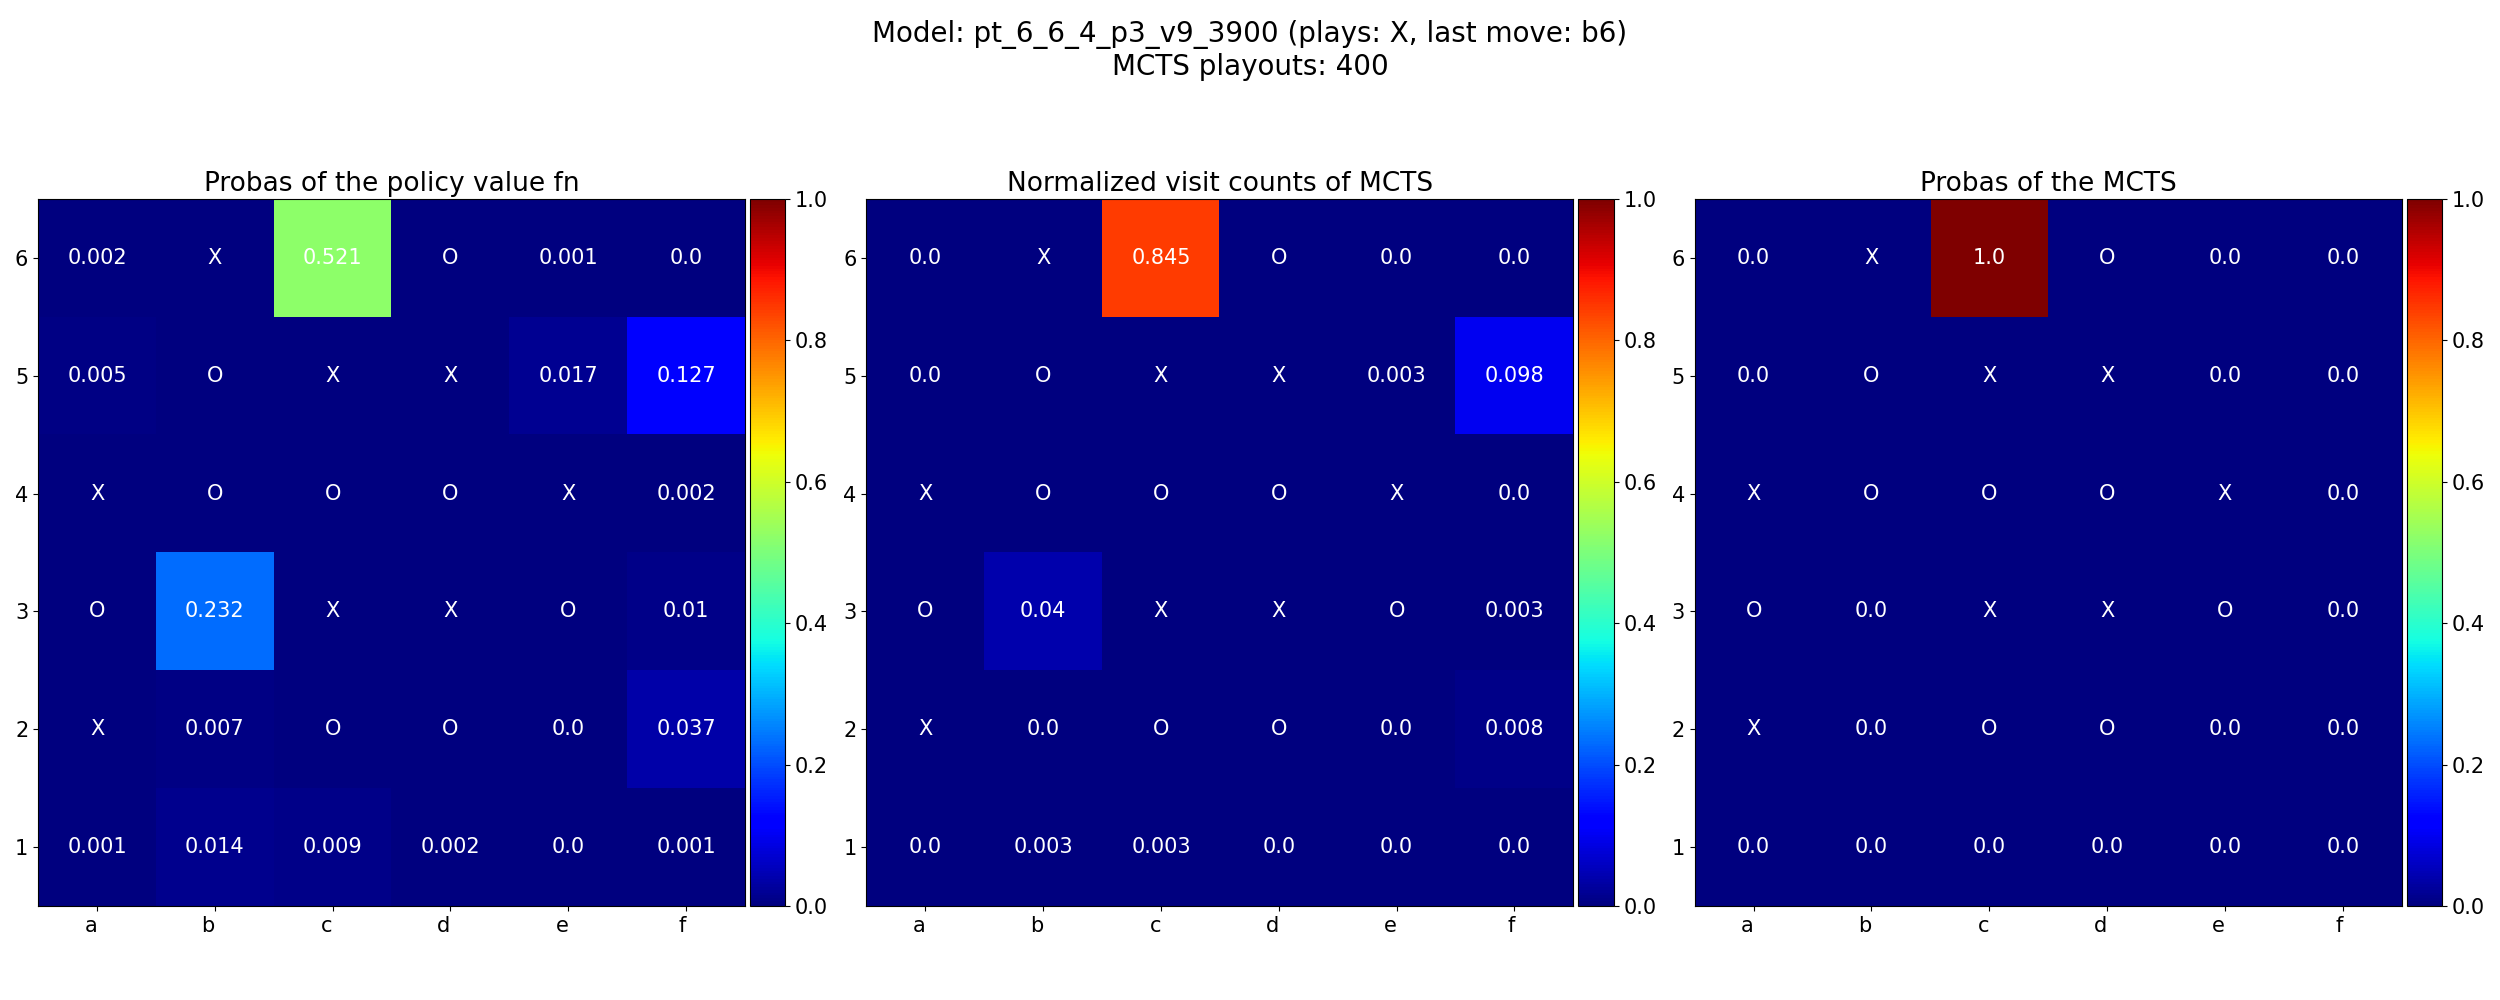 Model: pt_6_6_4_p3_v9_3900 (plays: X, last move: b6)
MCTS playouts: 400
Probas of the policy value fn
6 0.002 X 0.521 O 0.001 0.0
5 0.005 O X X 0.017 0.127
4 X O O O X 0.002
3 O 0.232 X X O 0.01
2 X 0.007 O O 0.0 0.037
1 0.001 0.014 0.009 0.002 0.0 0.001
a b c d e f
1.0
0.8
0.6
0.4
0.2
0.0
Normalized visit counts of MCTS
6 0.0 X 0.845 O 0.0 0.0
5 0.0 O X X 0.003 0.098
4 X O O O X 0.0
3 O 0.04 X X O 0.003
2 X 0.0 O O 0.0 0.008
1 0.0 0.003 0.003 0.0 0.0 0.0
a b c d e f
1.0
0.8
0.6
0.4
0.2
0.0
Probas of the MCTS
6 0.0 X 1.0 O 0.0 0.0
5 0.0 O X X 0.0 0.0
4 X O O O X 0.0
3 O 0.0 X X O 0.0
2 X 0.0 O O 0.0 0.0
1 0.0 0.0 0.0 0.0 0.0 0.0
a b c d e f
1.0
0.8
0.6
0.4
0.2
0.0